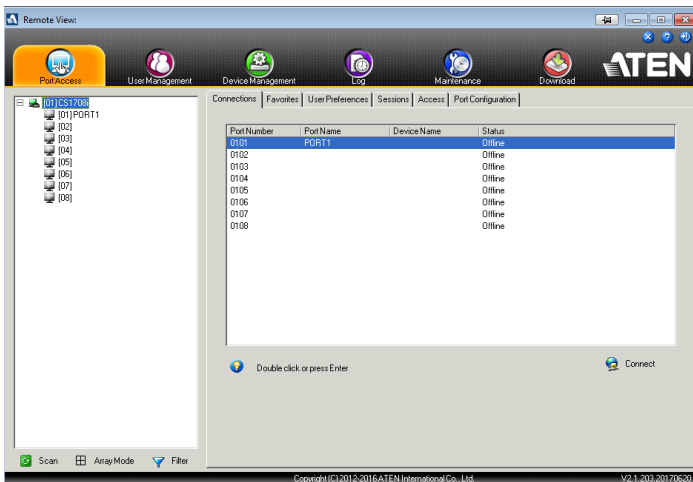 Remote View:
Port Access User Management Device Management Log Maintenance Download ATEN
Connections Favorites User Preferences Sessions Access Port Configuration
[01]CS1708i
[01]PORT1
[02]
[03]
[04]
[05]
[06]
[07]
[08]
Port Number Port Name Device Name Status
0101 PORT1 Offline
0102 Offline
0103 Offline
0104 Offline
0105 Offline
0106 Offline
0107 Offline
0108 Offline
Double click or press Enter Connect
Scan Array Mode Filter
Copyright (C) 2012-2016 ATEN International Co., Ltd. V2.1.203.20170620